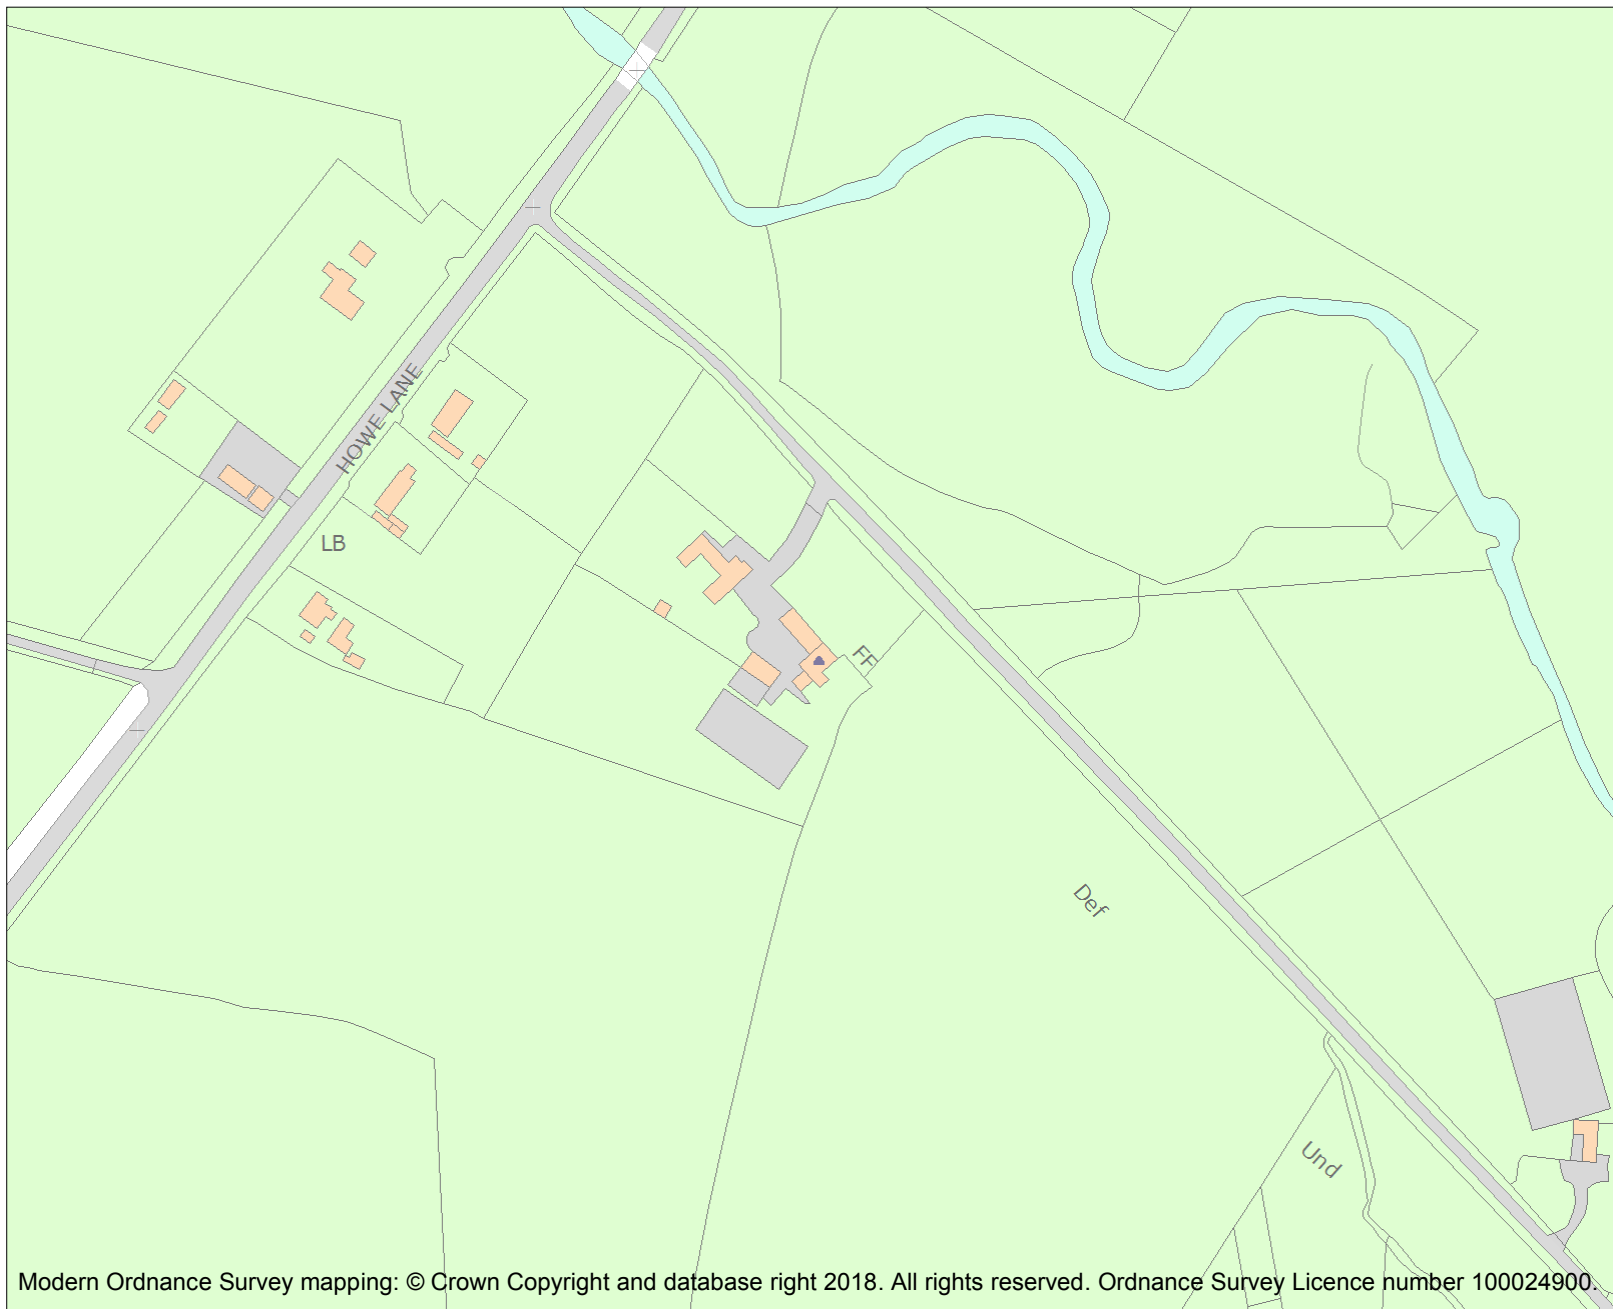 HOWE LANE
LB
FF
Def
Und
Modern Ordnance Survey mapping: © Crown Copyright and database right 2018. All rights reserved. Ordnance Survey Licence number 100024900.